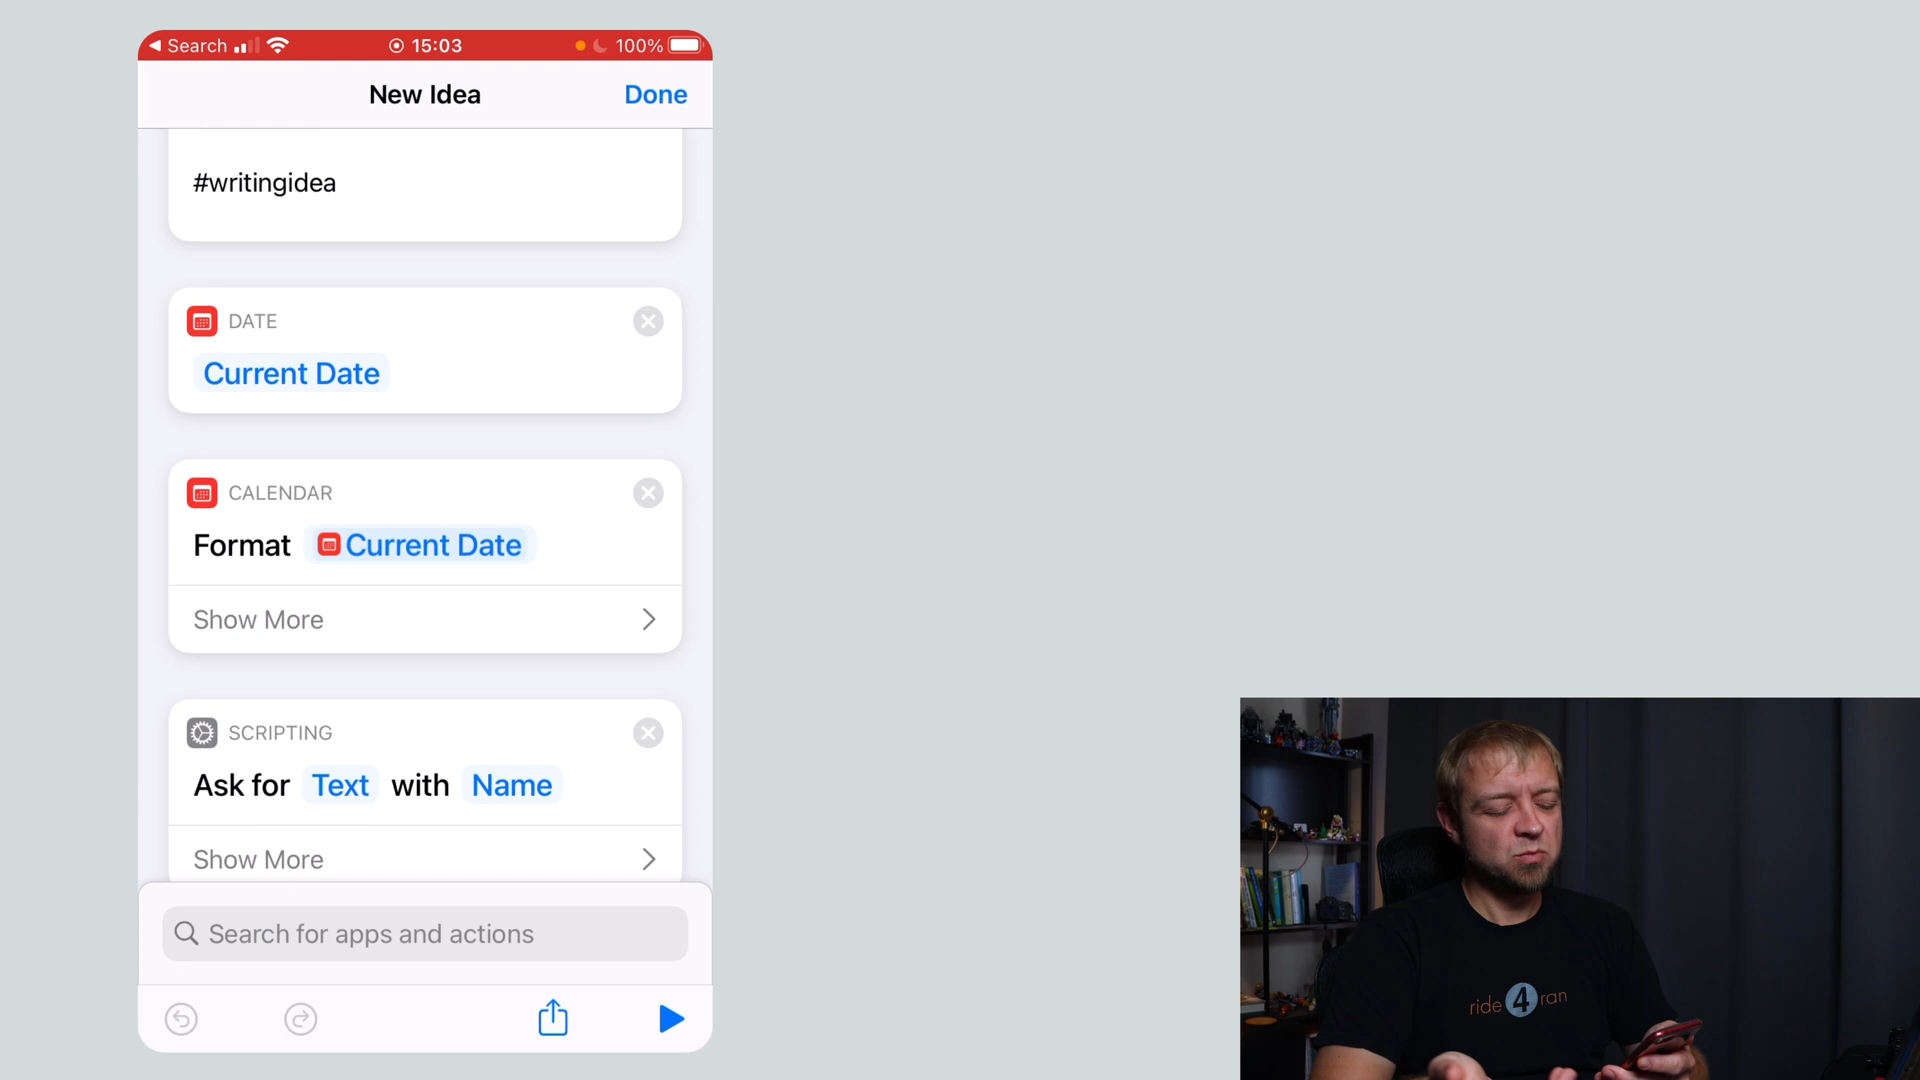 Search 15:03 100%
New Idea Done
#writingidea
DATE
Current Date
CALENDAR
Format Current Date
Show More
SCRIPTING
Ask for Text with Name
Show More
Search for apps and actions
ride 4 ran